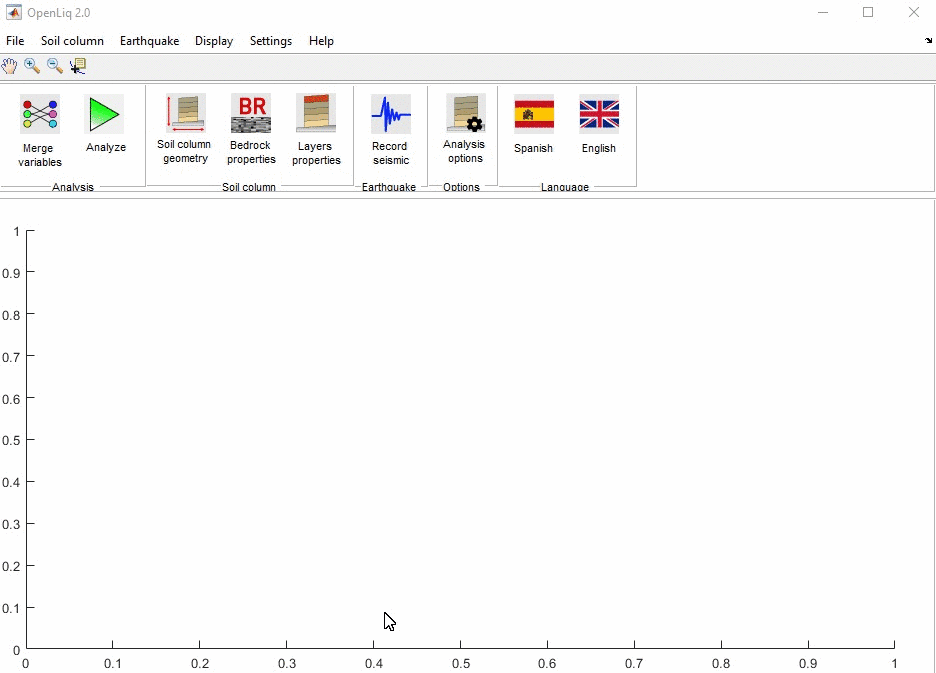 OpenLiq 2.0
File Soil column Earthquake Display Settings Help
Merge variables
Analyze
Soil column geometry
BR
Bedrock properties
Layers properties
Record seismic
Analysis options
Spanish
English
Analysis
Soil column
Earthquake
Options
Language
1
0.9
0.8
0.7
0.6
0.5
0.4
0.3
0.2
0.1
0
0 0.1 0.2 0.3 0.4 0.5 0.6 0.7 0.8 0.9 1